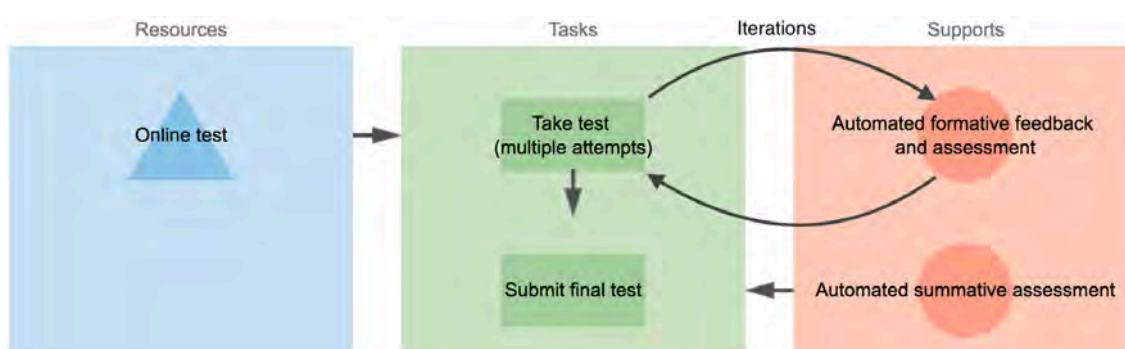 Resources
Tasks
Iterations
Supports
Online test
Take test
(multiple attempts)
Automated formative feedback
and assessment
Submit final test
Automated summative assessment